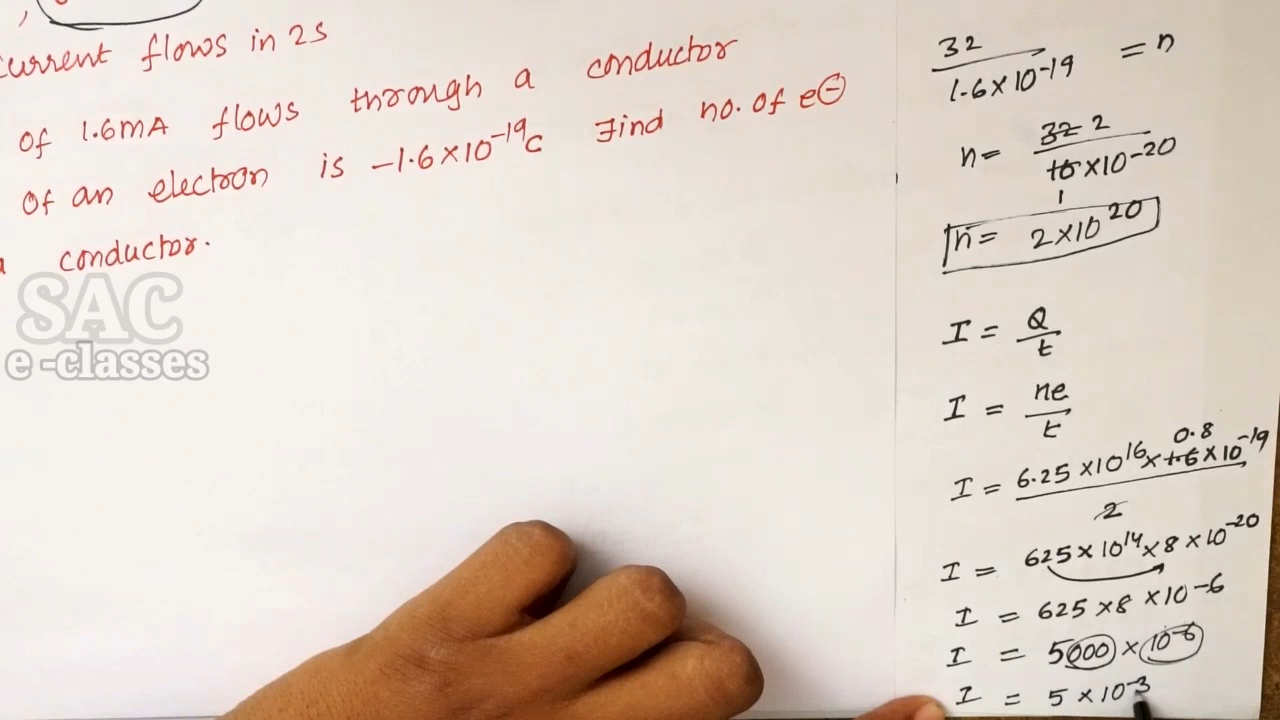 current flows in 2s
of 1.6mA flows through a conductor
of an electron is -1.6×10⁻¹⁹c Find no. of e⊖
a conductor.
SAC
e-classes
32
1.6×10⁻¹⁹ = n
n= 32 2
16×10⁻²⁰
1
n= 2×10²⁰
I = Q
t
I = ne
t
0.8
I = 6.25×10¹⁶×1.6×10⁻¹⁹
2
I = 625×10¹⁴×8×10⁻²⁰
I = 625×8×10⁻⁶
I = 5000×10⁻⁶
I = 5×10⁻³